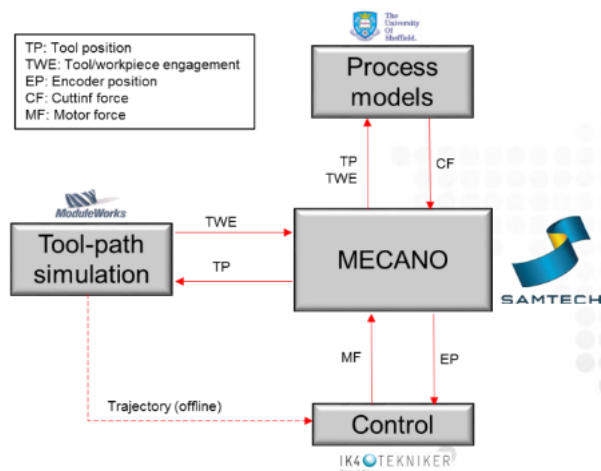 The
University
Of
Sheffield.
TP: Tool position
TWE: Tool/workpiece engagement
EP: Encoder position
CF: Cuttinf force
MF: Motor force
Process
models
TP
TWE
CF
ModuleWorks
Tool-path
simulation
TWE
TP
MECANO
SAMTECH
MF
EP
Trajectory (offline)
Control
IK4 TEKNIKER